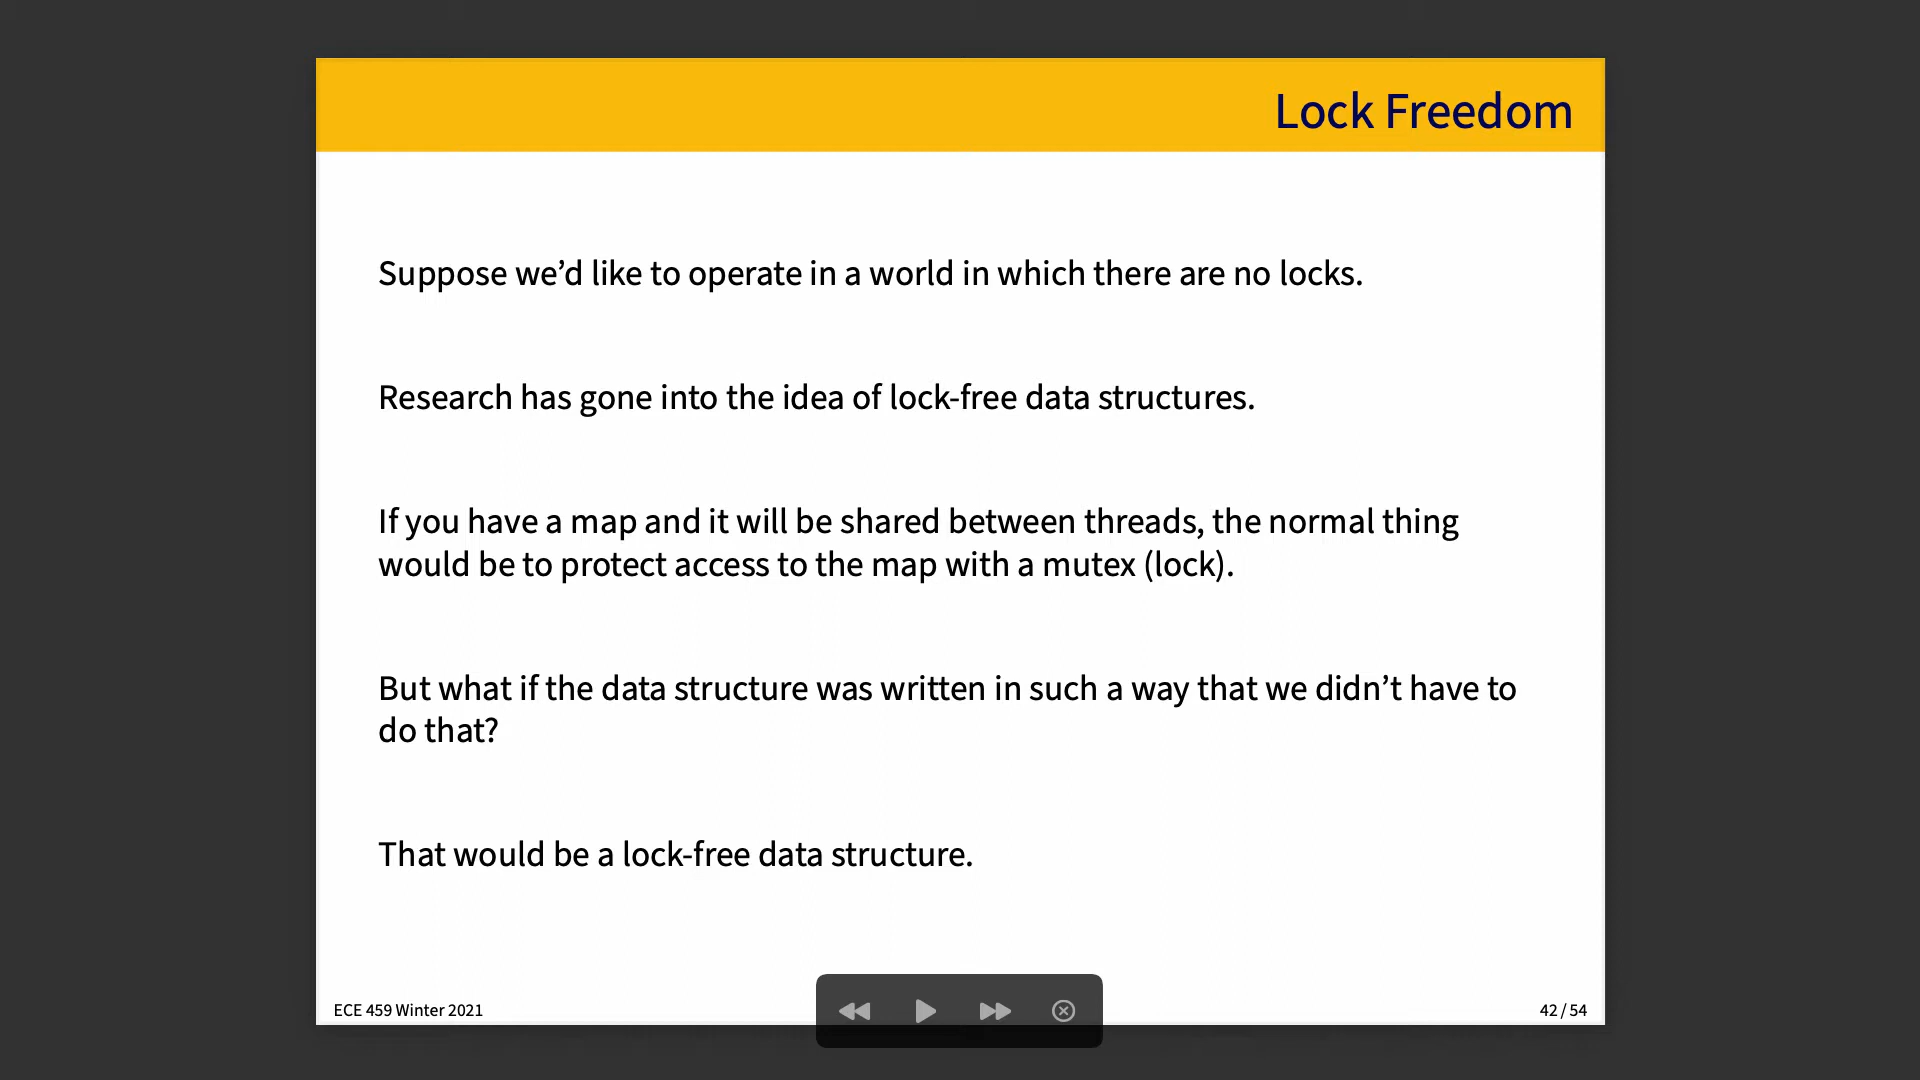 Lock Freedom
Suppose we’d like to operate in a world in which there are no locks.
Research has gone into the idea of lock-free data structures.
If you have a map and it will be shared between threads, the normal thing
would be to protect access to the map with a mutex (lock).
But what if the data structure was written in such a way that we didn’t have to
do that?
That would be a lock-free data structure.
ECE 459 Winter 2021
42 / 54